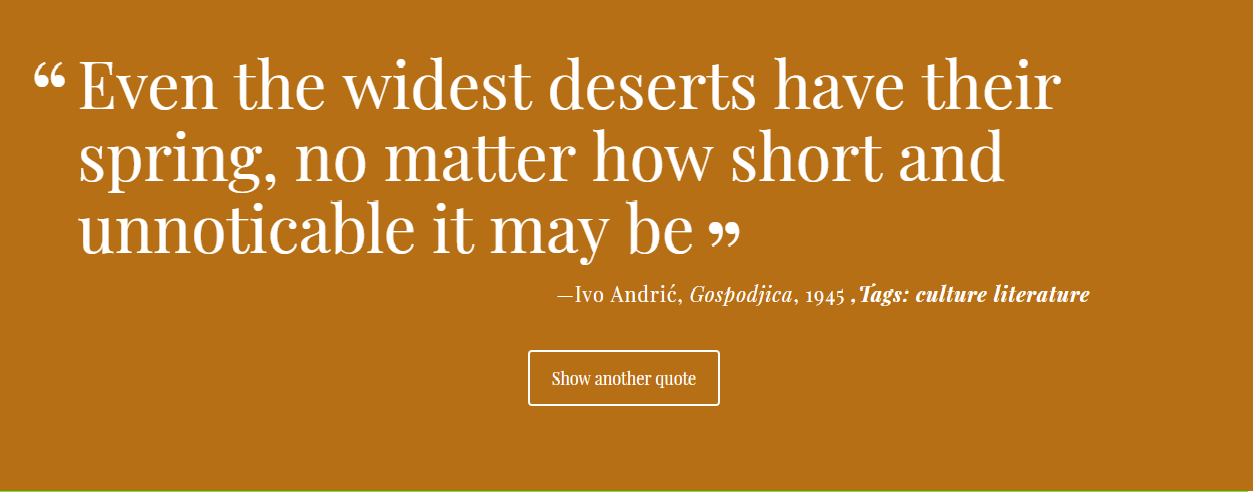 “ Even the widest deserts have their
spring, no matter how short and
unnoticable it may be ”
—Ivo Andrić, Gospodjica, 1945 ,Tags: culture literature
Show another quote